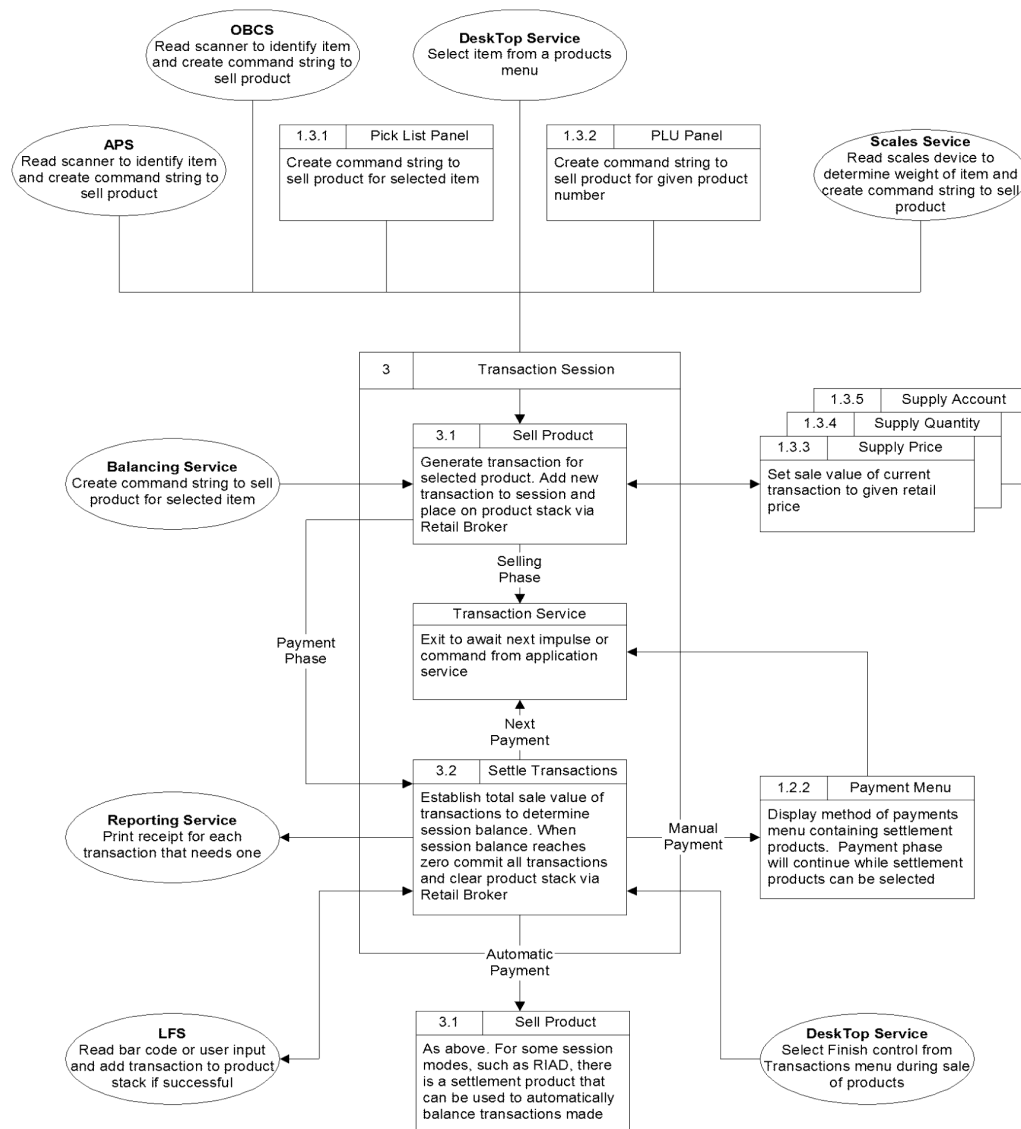 OBCS
Read scanner to identify item
and create command string to
sell product
DeskTop Service
Select item from a products
menu
APS
Read scanner to identify item
and create command string to
sell product
1.3.1 Pick List Panel
Create command string to
sell product for selected item
1.3.2 PLU Panel
Create command string to
sell product for given product
number
Scales Sevice
Read scales device to
determine weight of item and
create command string to sell
product
3 Transaction Session
1.3.5 Supply Account
1.3.4 Supply Quantity
1.3.3 Supply Price
Set sale value of current
transaction to given retail
price
3.1 Sell Product
Generate transaction for
selected product. Add new
transaction to session and
place on product stack via
Retail Broker
Balancing Service
Create command string to sell
product for selected item
Selling
Phase
Transaction Service
Exit to await next impulse or
command from application
service
Payment
Phase
Next
Payment
3.2 Settle Transactions
Establish total sale value of
transactions to determine
session balance. When
session balance reaches
zero commit all transactions
and clear product stack via
Retail Broker
Reporting Service
Print receipt for each
transaction that needs one
Manual
Payment
1.2.2 Payment Menu
Display method of payments
menu containing settlement
products. Payment phase
will continue while settlement
products can be selected
Automatic
Payment
LFS
Read bar code or user input
and add transaction to product
stack if successful
3.1 Sell Product
As above. For some session
modes, such as RIAD, there
is a settlement product that
can be used to automatically
balance transactions made
DeskTop Service
Select Finish control from
Transactions menu during sale
of products